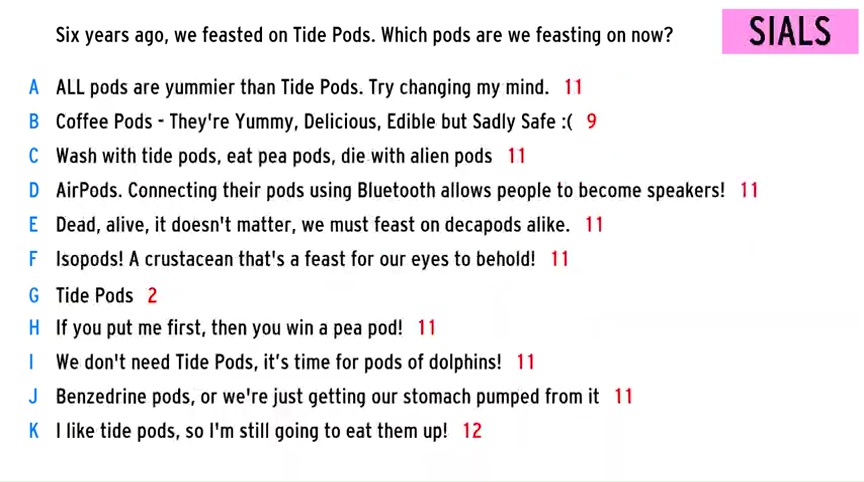 Six years ago, we feasted on Tide Pods. Which pods are we feasting on now?
SIALS
A ALL pods are yummier than Tide Pods. Try changing my mind. 11
B Coffee Pods - They're Yummy, Delicious, Edible but Sadly Safe :( 9
C Wash with tide pods, eat pea pods, die with alien pods 11
D AirPods. Connecting their pods using Bluetooth allows people to become speakers! 11
E Dead, alive, it doesn't matter, we must feast on decapods alike. 11
F Isopods! A crustacean that's a feast for our eyes to behold! 11
G Tide Pods 2
H If you put me first, then you win a pea pod! 11
I We don't need Tide Pods, it's time for pods of dolphins! 11
J Benzedrine pods, or we're just getting our stomach pumped from it 11
K I like tide pods, so I'm still going to eat them up! 12